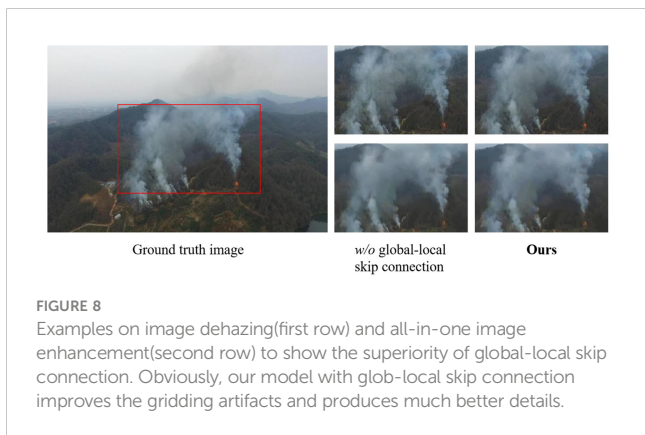 Ground truth image
w/o global-local
skip connection
Ours
FIGURE 8
Examples on image dehazing(first row) and all-in-one image
enhancement(second row) to show the superiority of global-local skip
connection. Obviously, our model with glob-local skip connection
improves the gridding artifacts and produces much better details.